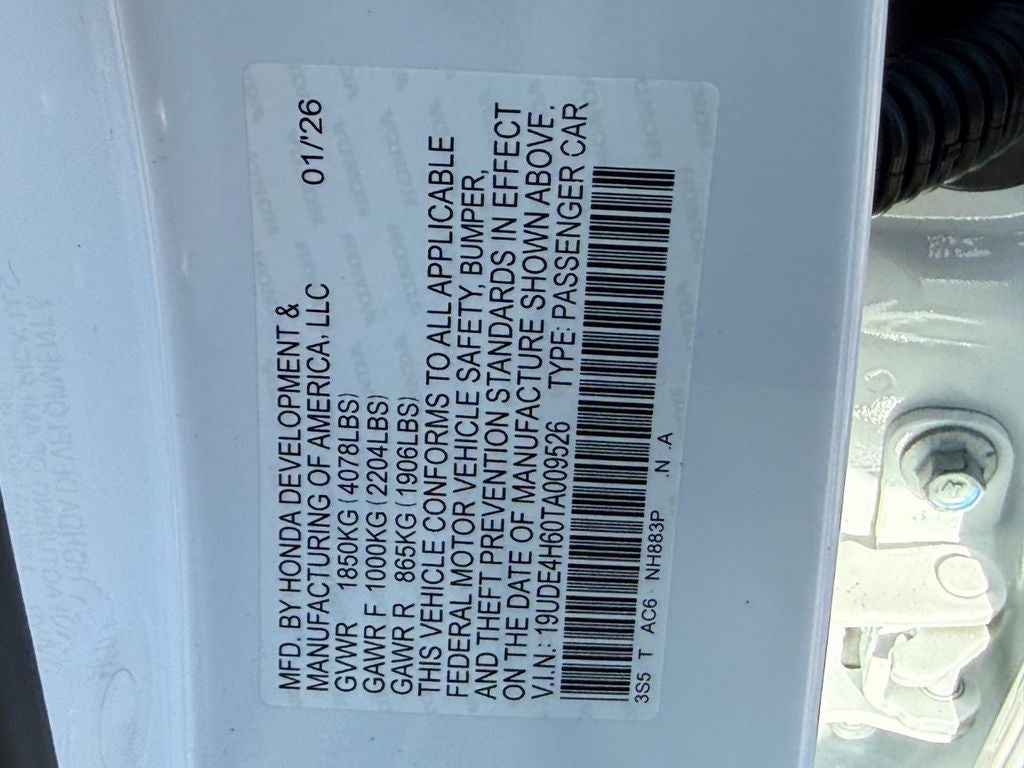 MFD. BY HONDA DEVELOPMENT &
MANUFACTURING OF AMERICA, LLC 01/'26
GVWR 1850KG (4078LBS)
GAWR F 1000KG (2204LBS)
GAWR R 865KG (1906LBS)
THIS VEHICLE CONFORMS TO ALL APPLICABLE
FEDERAL MOTOR VEHICLE SAFETY, BUMPER,
AND THEFT PREVENTION STANDARDS IN EFFECT
ON THE DATE OF MANUFACTURE SHOWN ABOVE.
V.I.N.: 19UDE4H60TA009526 TYPE: PASSENGER CAR
3S5 T AC6 NH883P .N A